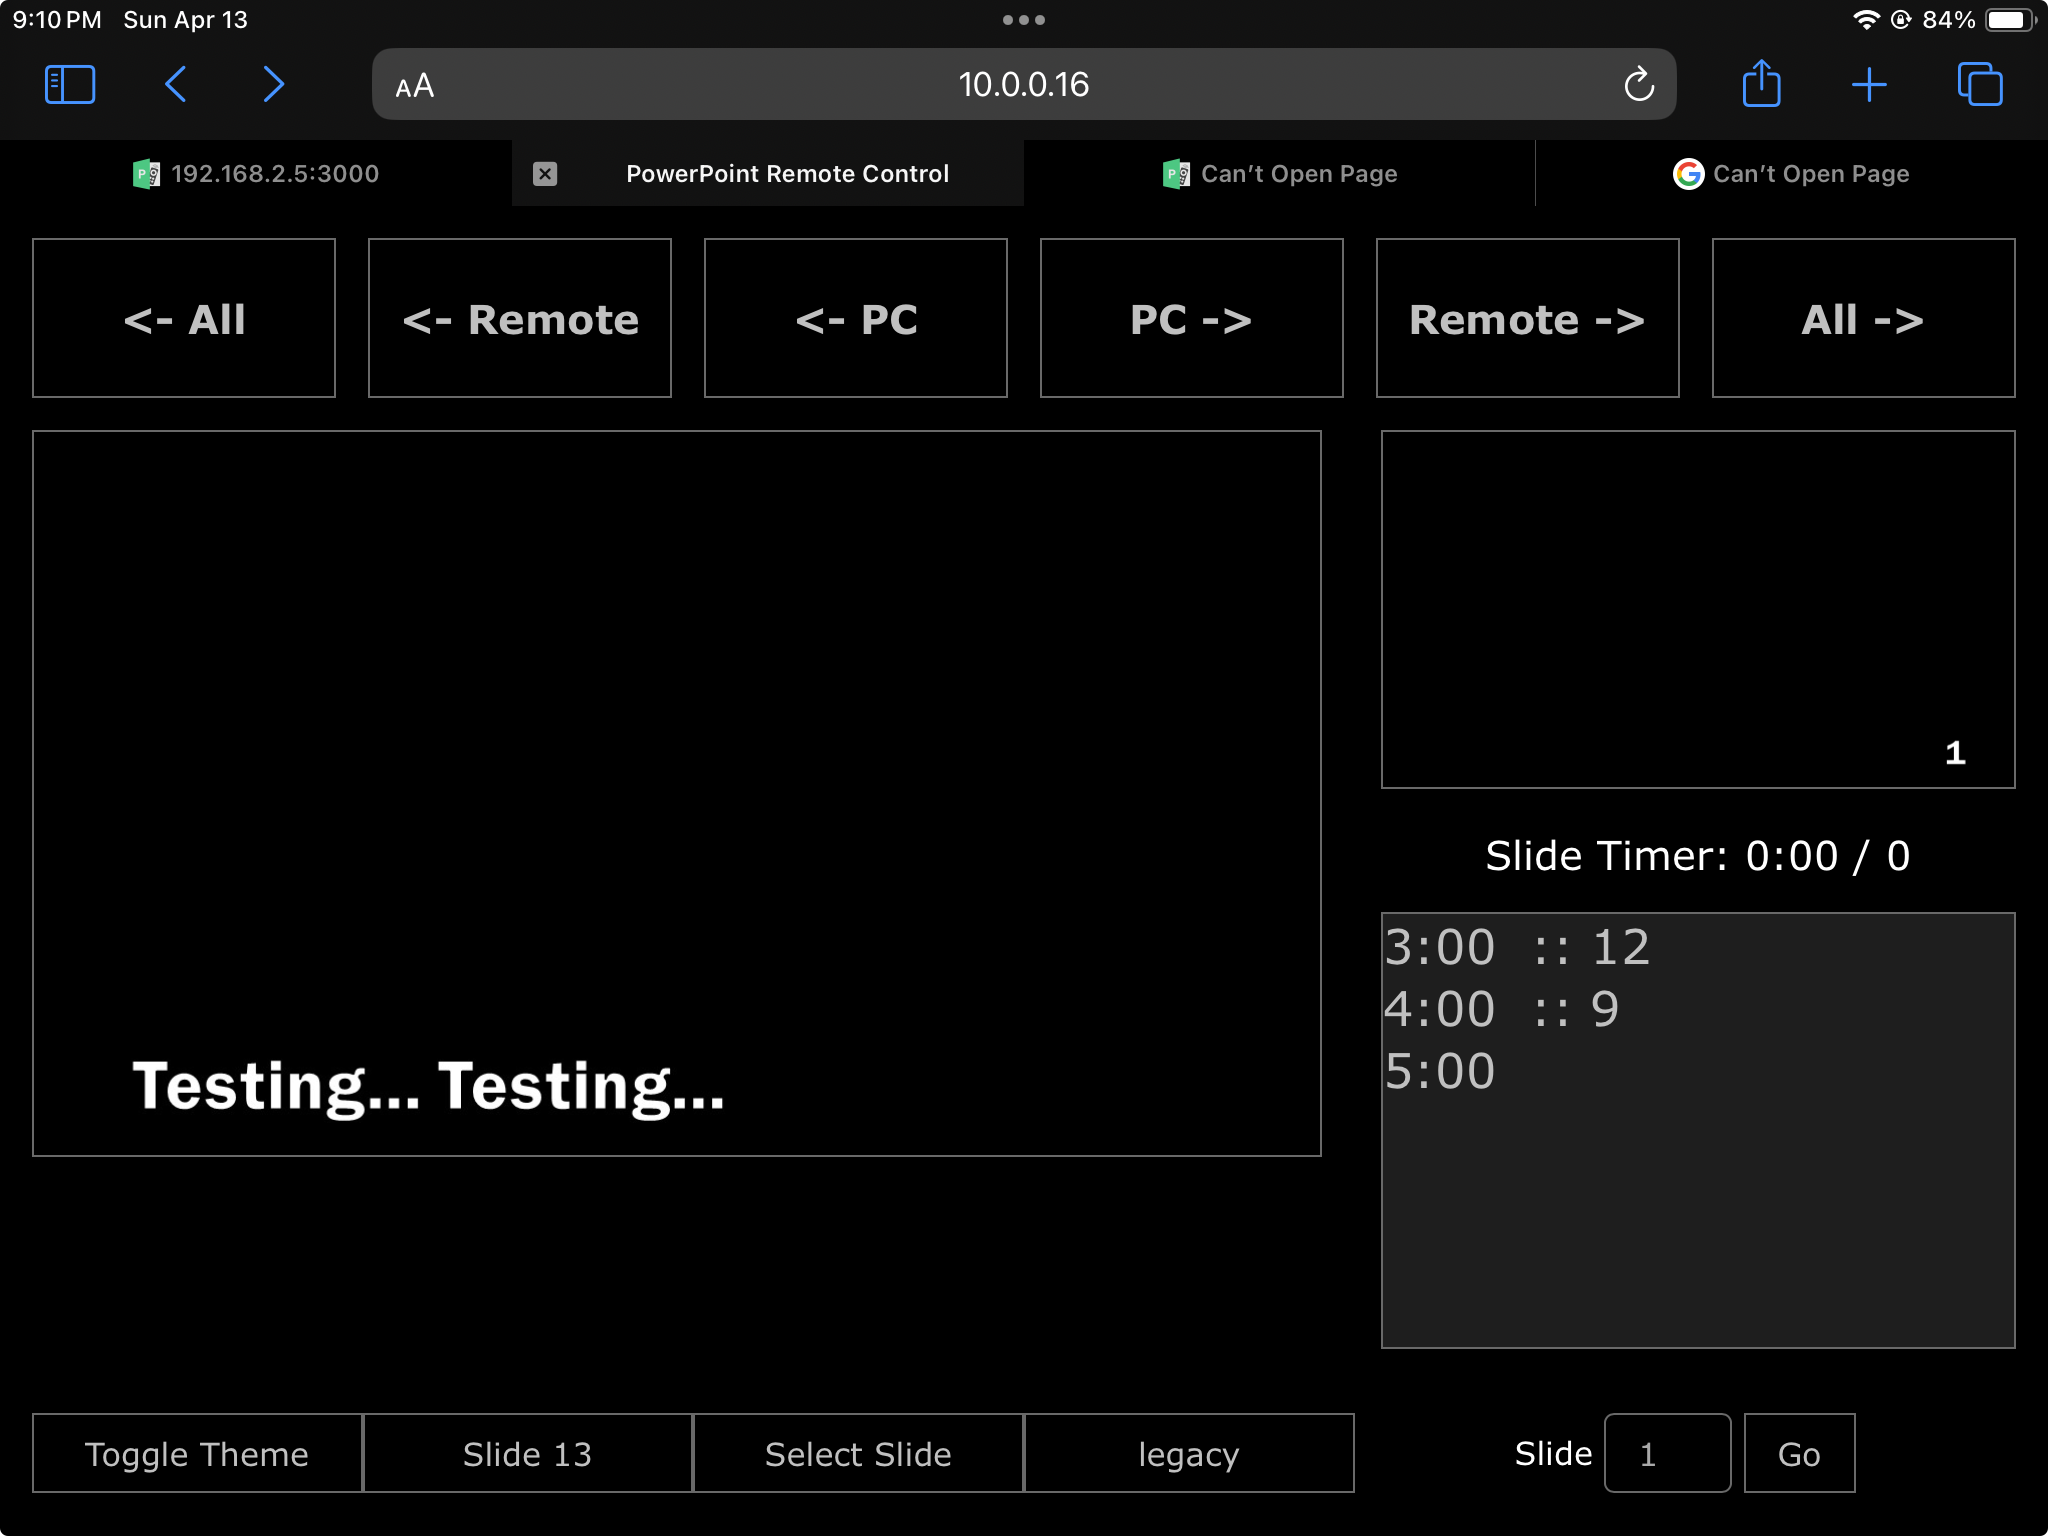 9:10 PM Sun Apr 13 84%
AA 10.0.0.16
192.168.2.5:3000 PowerPoint Remote Control Can’t Open Page Can’t Open Page
<- All <- Remote <- PC PC -> Remote -> All ->
1
Slide Timer: 0:00 / 0
3:00 :: 12
4:00 :: 9
5:00
Testing... Testing...
Toggle Theme Slide 13 Select Slide legacy Slide 1 Go